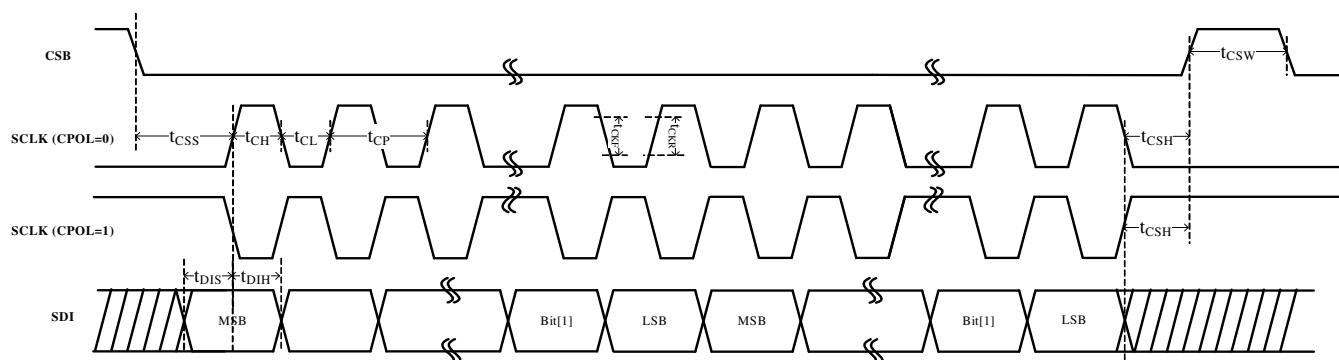 CSB
tCSW
SCLK (CPOL=0)
tCSS
tCH
tCL
tCP
tCKF
tCKR
tCSH
SCLK (CPOL=1)
tCSH
tDIS
tDIH
SDI
MSB
Bit[1]
LSB
MSB
Bit[1]
LSB